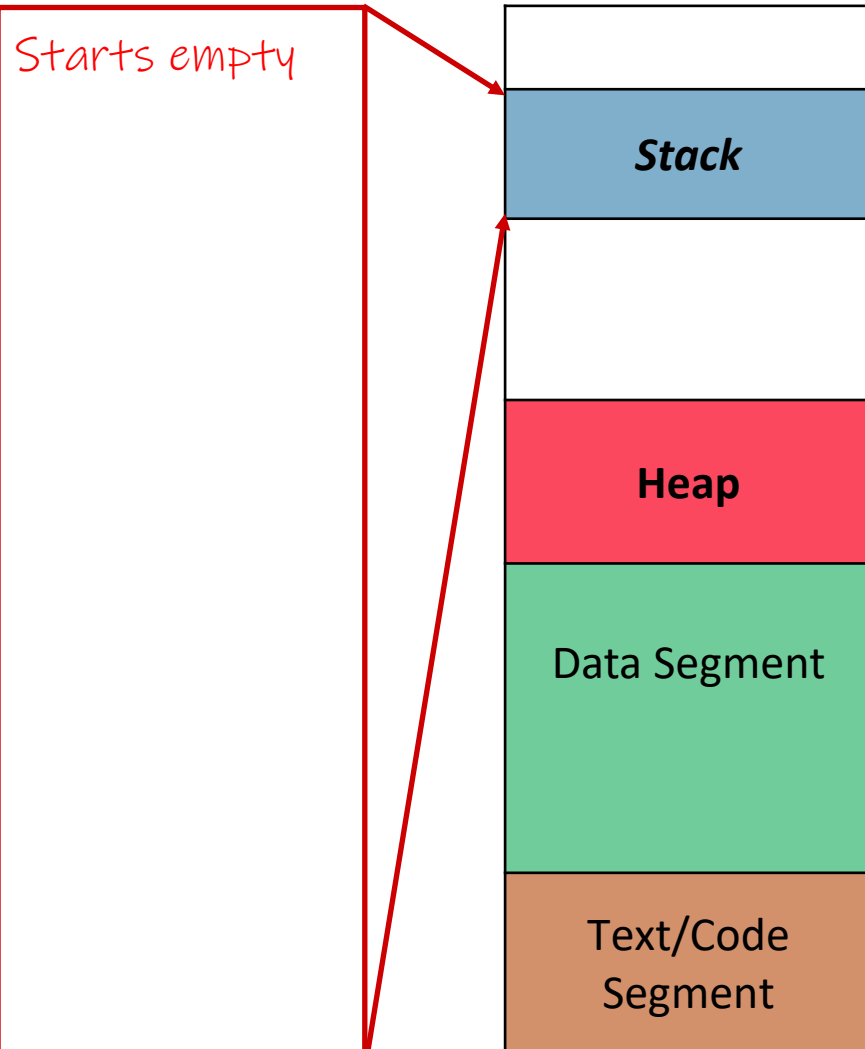 Starts empty
Stack
Heap
Data Segment
Text/Code
Segment